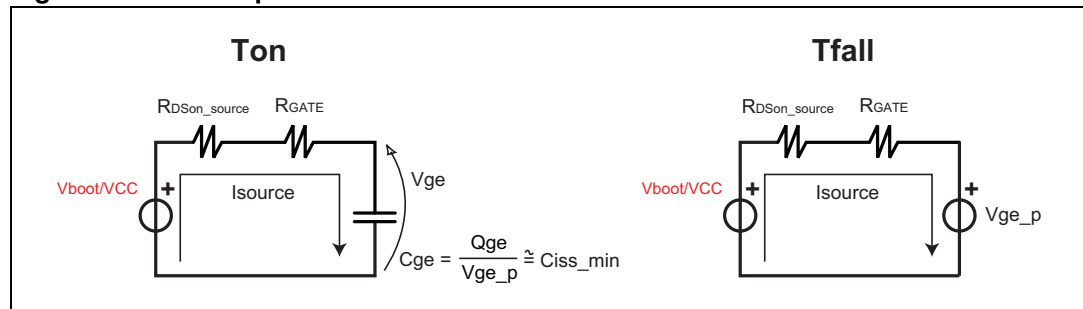 Ton
RDSon_source RGATE
Vboot/VCC + Isource Vge
Cge = Qge / Vge_p ≅ Ciss_min
Tfall
RDSon_source RGATE
Vboot/VCC + Isource + Vge_p